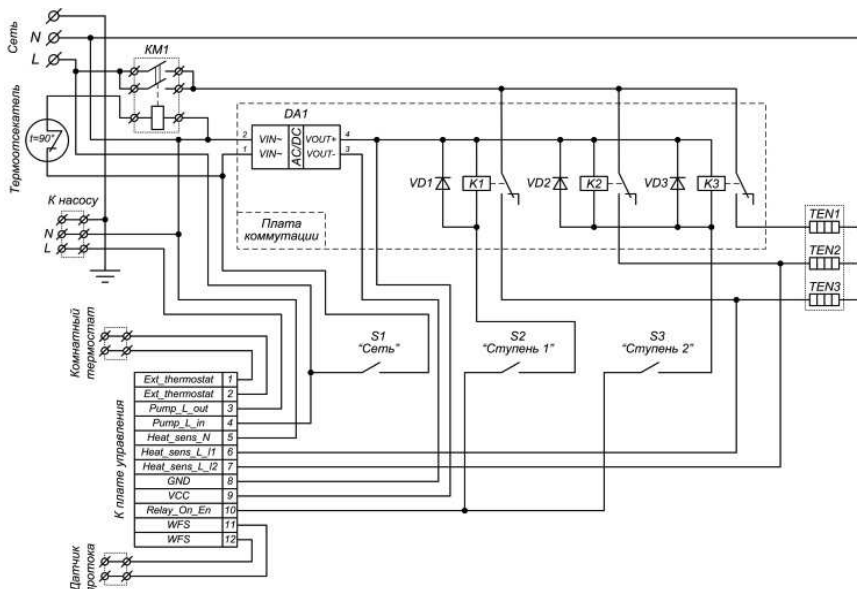 Сеть
N
L
KM1
Термоотсекатель
t=90°
DA1
2
VIN~
1
VIN~
AC/DC
VOUT+
4
VOUT-
3
VD1
K1
VD2
K2
VD3
K3
Плата
коммутации
К насосу
N
L
TEN1
TEN2
TEN3
Комнатный
термостат
S1
"Сеть"
S2
"Ступень 1"
S3
"Ступень 2"
К плате управления
Ext_thermostat 1
Ext_thermostat 2
Pump_L_out 3
Pump_L_in 4
Heat_sens_N 5
Heat_sens_L_I1 6
Heat_sens_L_I2 7
GND 8
VCC 9
Relay_On_En 10
WFS 11
WFS 12
Датчик
протока